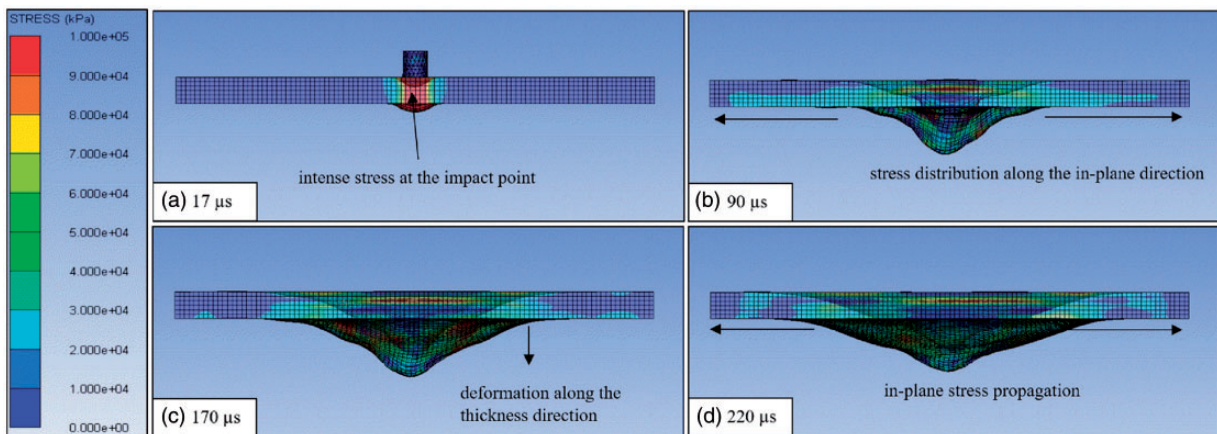 STRESS (kPa)
1.000e+05
9.000e+04
8.000e+04
7.000e+04
6.000e+04
5.000e+04
4.000e+04
3.000e+04
2.000e+04
1.000e+04
0.000e+00
intense stress at the impact point
(a) 17 µs
stress distribution along the in-plane direction
(b) 90 µs
deformation along the
thickness direction
(c) 170 µs
in-plane stress propagation
(d) 220 µs